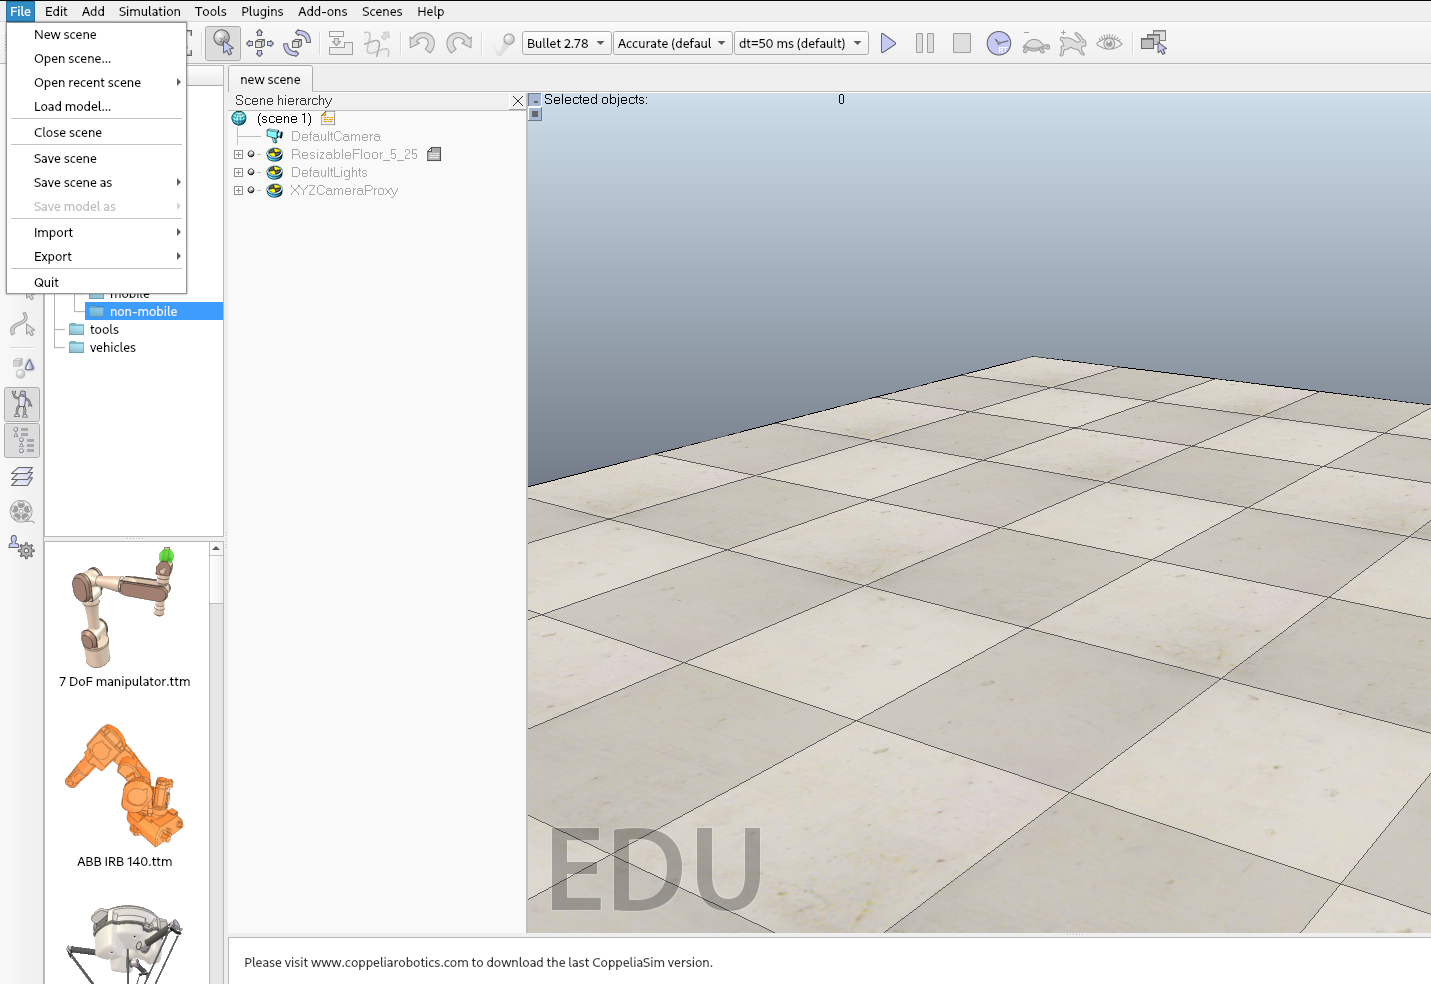 File Edit Add Simulation Tools Plugins Add-ons Scenes Help
New scene
Open scene...
Open recent scene
Load model...
Close scene
Save scene
Save scene as
Save model as
Import
Export
Quit
Bullet 2.78
Accurate (defaul
dt=50 ms (default)
RT
mobile
non-mobile
tools
vehicles
7 DoF manipulator.ttm
ABB IRB 140.ttm
new scene
Scene hierarchy
(scene 1)
DefaultCamera
ResizableFloor_5_25
DefaultLights
XYZCameraProxy
Selected objects: 0
EDU
Please visit www.coppeliarobotics.com to download the last CoppeliaSim version.